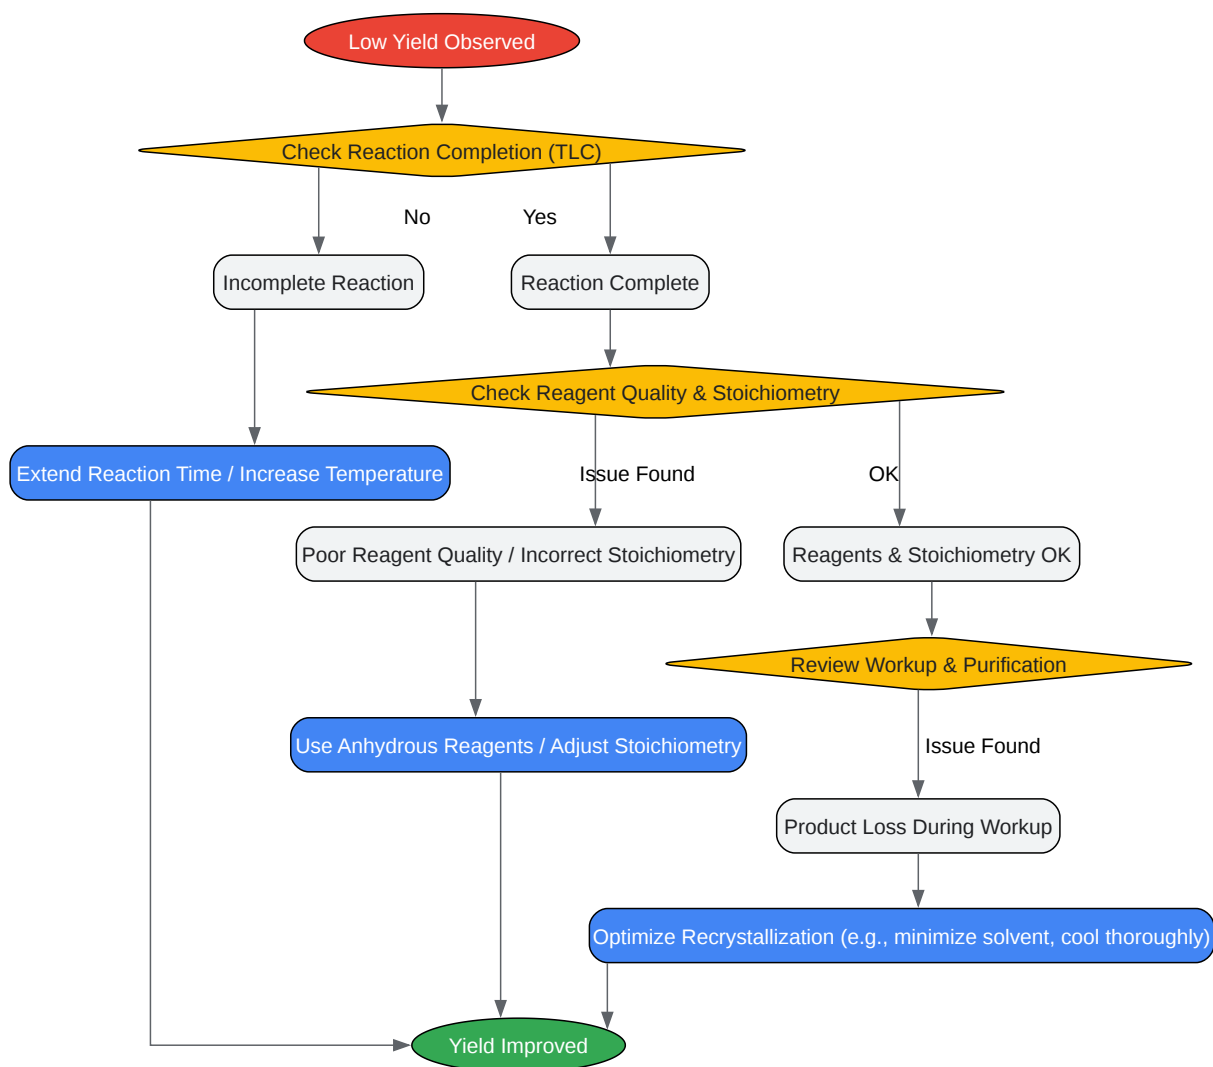 Low Yield Observed
Check Reaction Completion (TLC)
No
Yes
Incomplete Reaction
Reaction Complete
Check Reagent Quality & Stoichiometry
Extend Reaction Time / Increase Temperature
Issue Found
OK
Poor Reagent Quality / Incorrect Stoichiometry
Reagents & Stoichiometry OK
Review Workup & Purification
Use Anhydrous Reagents / Adjust Stoichiometry
Issue Found
Product Loss During Workup
Optimize Recrystallization (e.g., minimize solvent, cool thoroughly)
Yield Improved